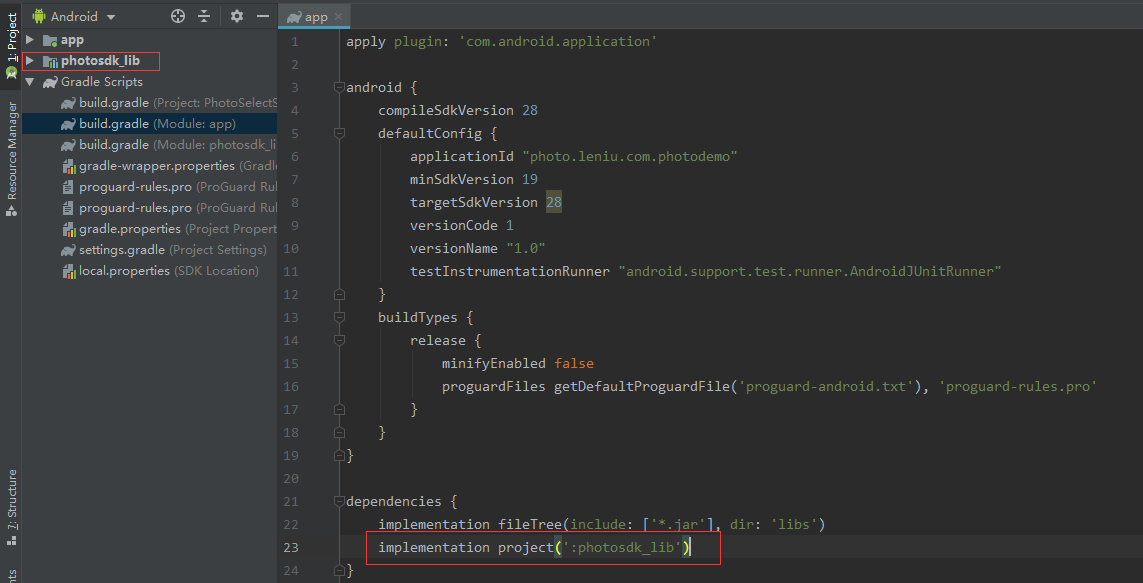 Android
app
1: Project
Resource Manager
7: Structure
app
photosdk_lib
Gradle Scripts
build.gradle (Project: PhotoSelectS
build.gradle (Module: app)
build.gradle (Module: photosdk_li
gradle-wrapper.properties (Gradle
proguard-rules.pro (ProGuard Rul
proguard-rules.pro (ProGuard Rul
gradle.properties (Project Propert
settings.gradle (Project Settings)
local.properties (SDK Location)
1 apply plugin: 'com.android.application'
2
3 android {
4 compileSdkVersion 28
5 defaultConfig {
6 applicationId "photo.leniu.com.photodemo"
7 minSdkVersion 19
8 targetSdkVersion 28
9 versionCode 1
10 versionName "1.0"
11 testInstrumentationRunner "android.support.test.runner.AndroidJUnitRunner"
12 }
13 buildTypes {
14 release {
15 minifyEnabled false
16 proguardFiles getDefaultProguardFile('proguard-android.txt'), 'proguard-rules.pro'
17 }
18 }
19 }
20
21 dependencies {
22 implementation fileTree(include: ['*.jar'], dir: 'libs')
23 implementation project(':photosdk_lib')
24 }